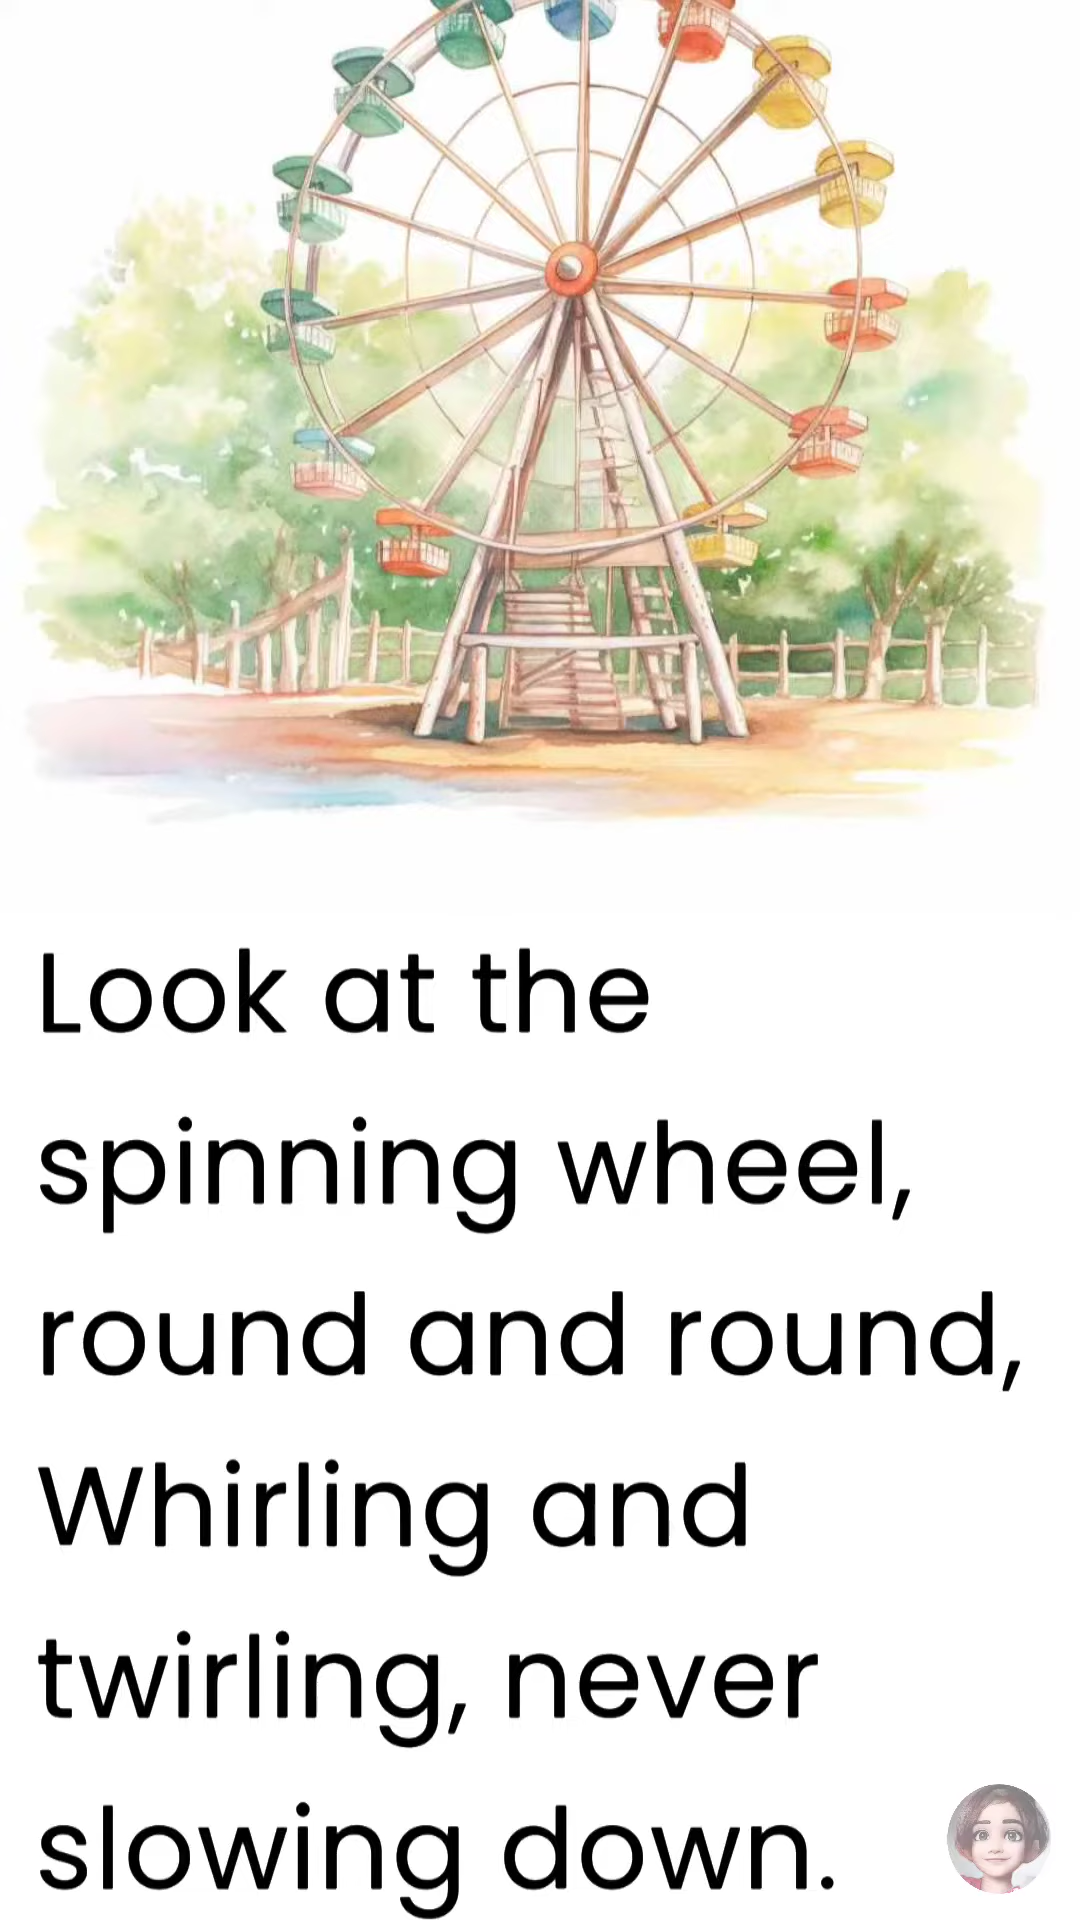 Look at the
spinning wheel,
round and round,
Whirling and
twirling, never
slowing down.